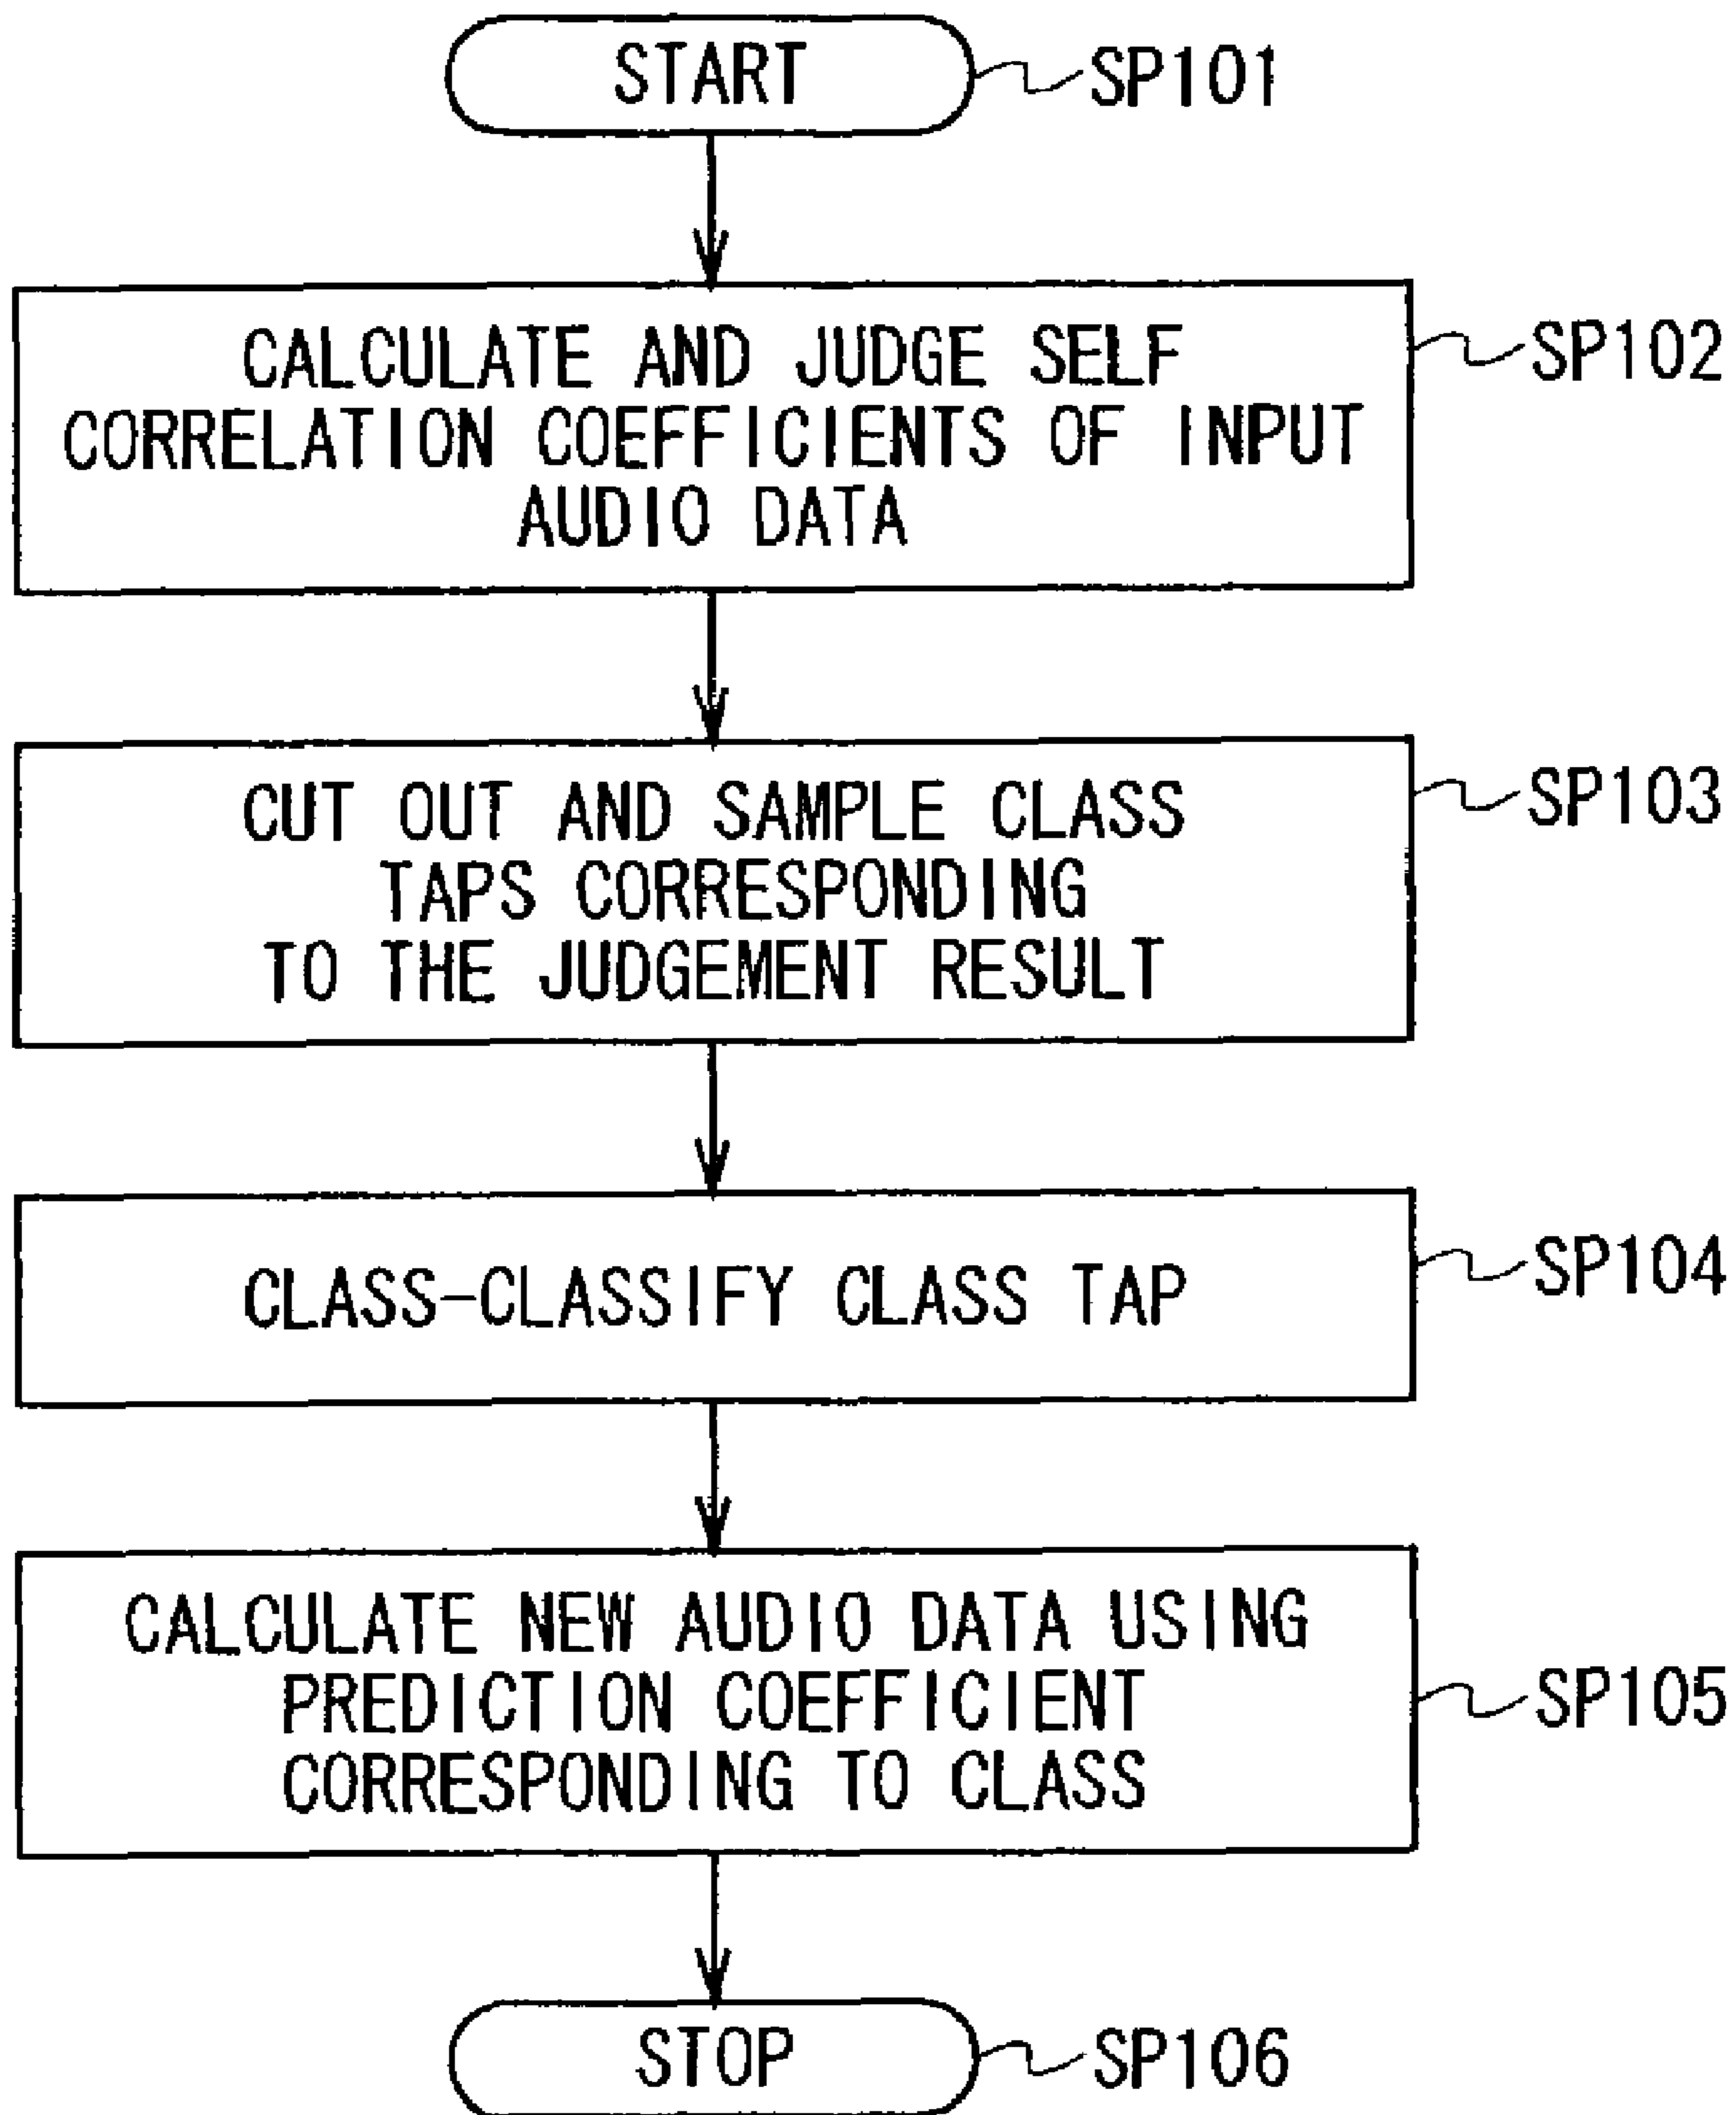 START
SP101
CALCULATE AND JUDGE SELF
CORRELATION COEFFICIENTS OF INPUT
AUDIO DATA
SP102
CUT OUT AND SAMPLE CLASS
TAPS CORRESPONDING
TO THE JUDGEMENT RESULT
SP103
CLASS-CLASSIFY CLASS TAP
SP104
CALCULATE NEW AUDIO DATA USING
PREDICTION COEFFICIENT
CORRESPONDING TO CLASS
SP105
STOP
SP106